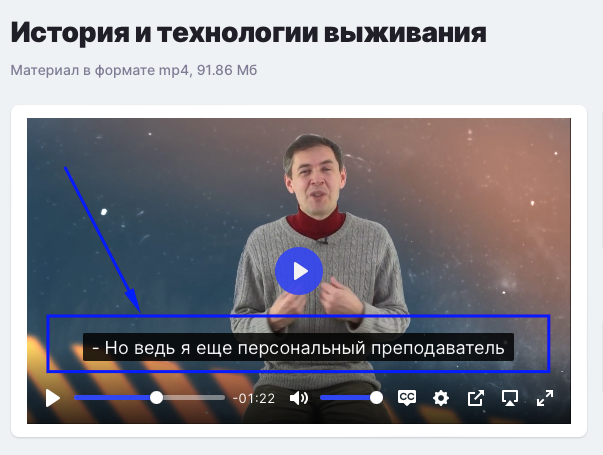 История и технологии выживания
Материал в формате mp4, 91.86 Мб
- Но ведь я еще персональный преподаватель
-01:22
CC